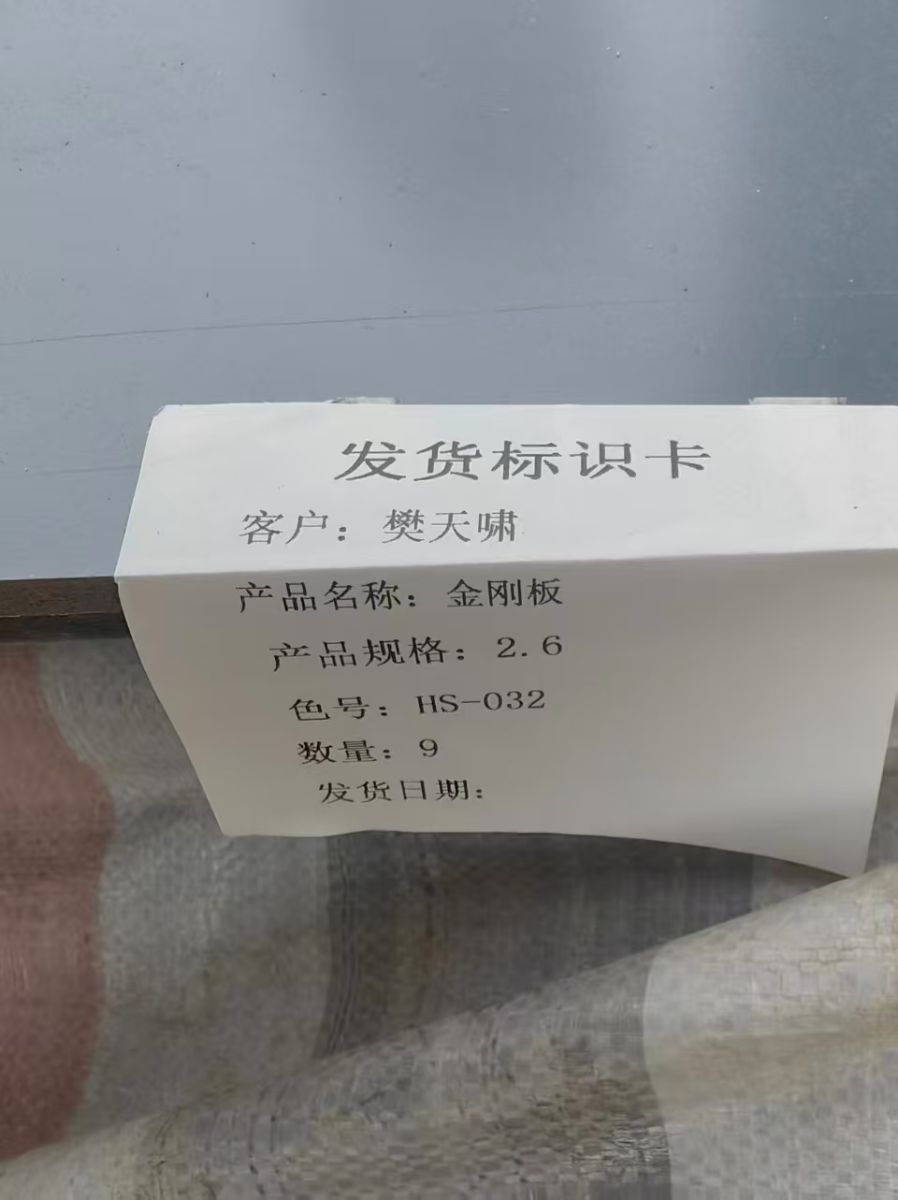 发货标识卡
客户：樊天啸
产品名称：金刚板
产品规格：2.6
色号：HS-032
数量：9
发货日期：